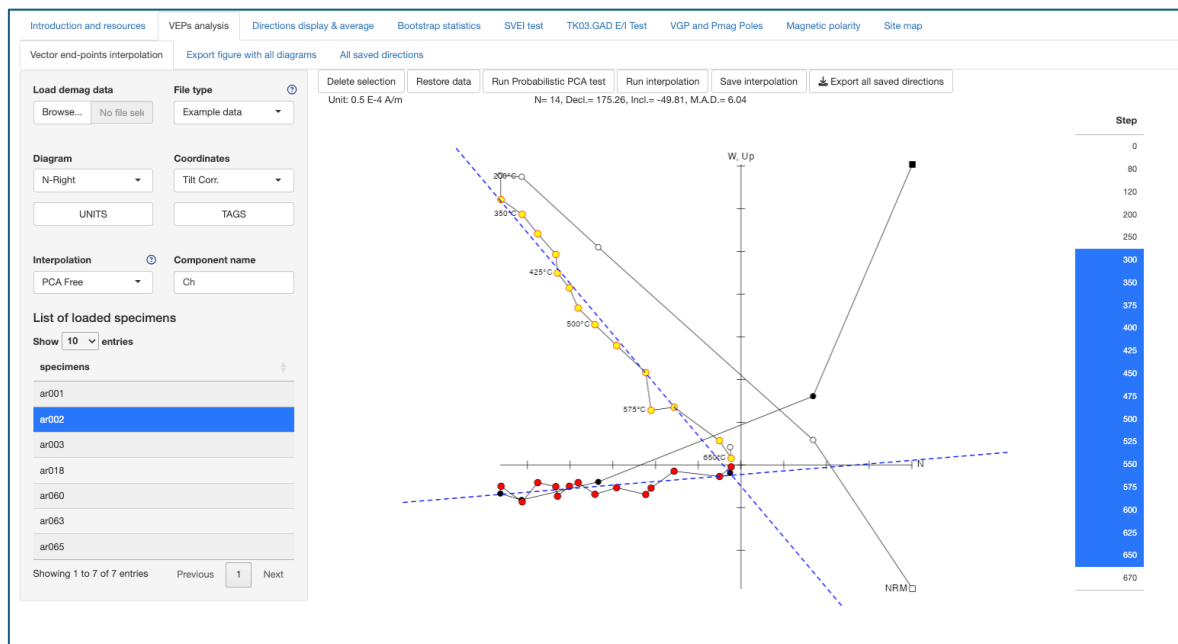 Introduction and resources VEPs analysis Directions display & average Bootstrap statistics SVEI test TK03.GAD E/I Test VGP and Pmag Poles Magnetic polarity Site map
Vector end-points interpolation Export figure with all diagrams All saved directions
Load demag data File type ?
Browse... No file sele Example data
Diagram Coordinates
N-Right Tilt Corr.
UNITS TAGS
Interpolation ? Component name
PCA Free Ch
List of loaded specimens
Show 10 entries
specimens
ar001
ar002
ar003
ar018
ar060
ar063
ar065
Showing 1 to 7 of 7 entries Previous 1 Next
Delete selection Restore data Run Probabilistic PCA test Run interpolation Save interpolation Export all saved directions
Unit: 0.5 E-4 A/m N= 14, Decl.= 175.26, Incl.= -49.81, M.A.D.= 6.04
W, Up
200°C
350°C
425°C
500°C
575°C
650°C
N
NRM
Step
0
80
120
200
250
300
350
375
400
425
450
475
500
525
550
575
600
625
650
670